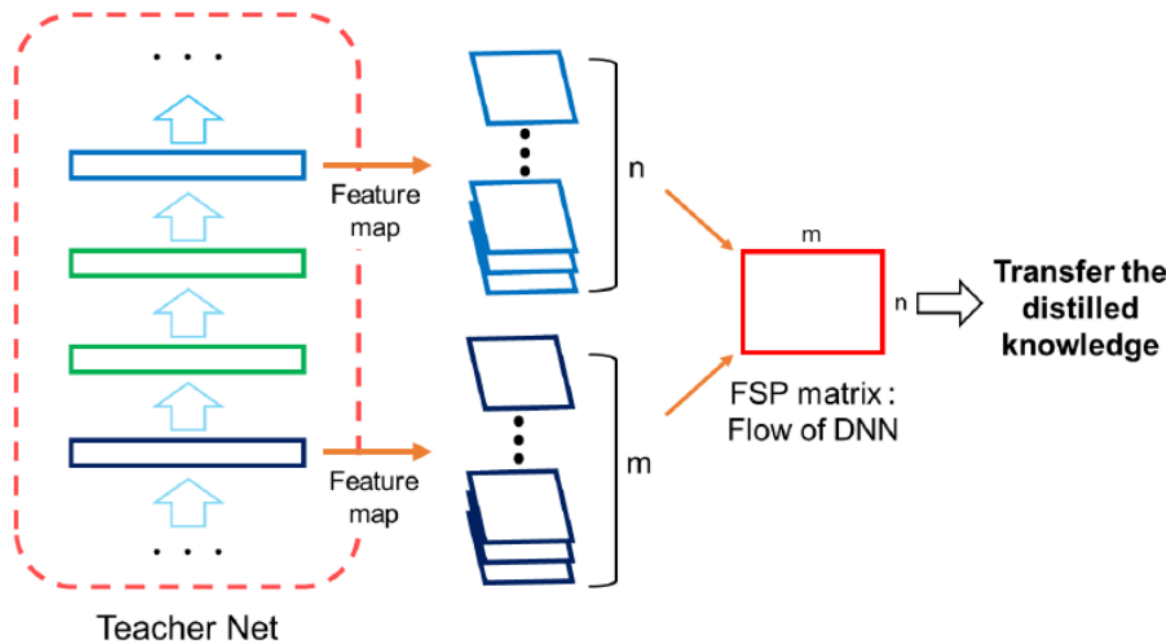 . . .
Feature
map
n
m
n
Transfer the
distilled
knowledge
FSP matrix :
Flow of DNN
Feature
map
m
. . .
Teacher Net